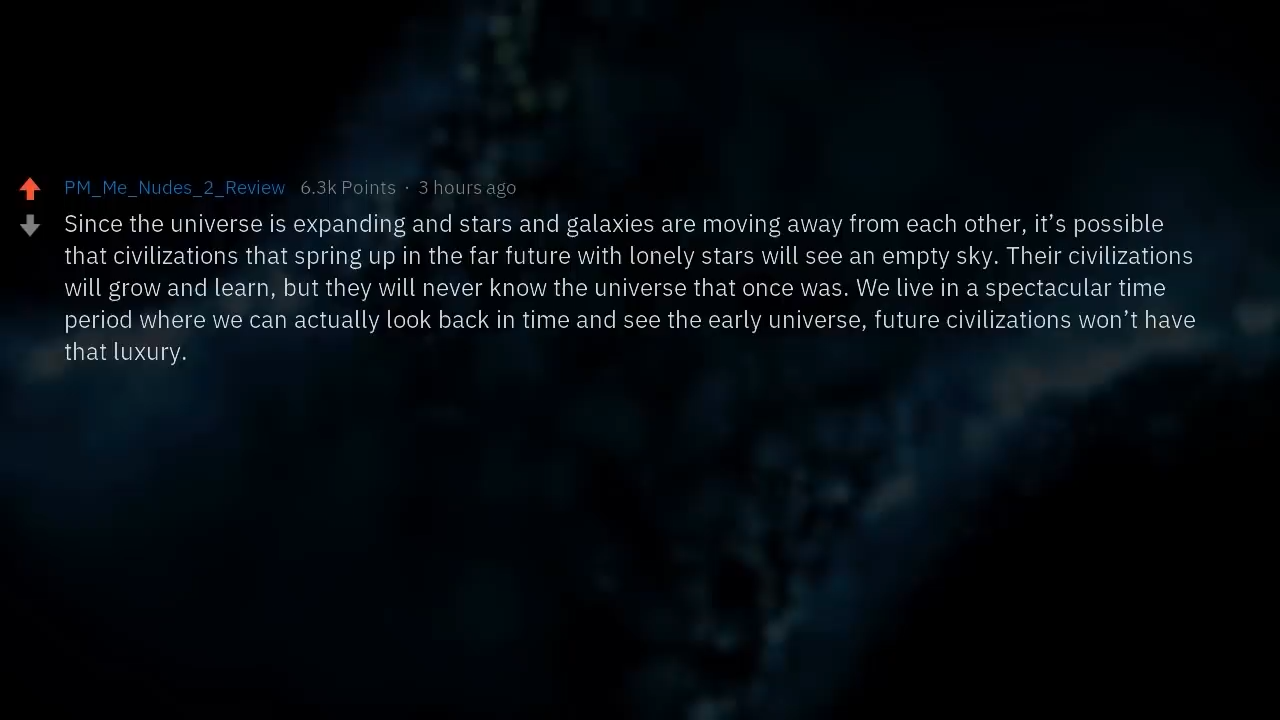 PM_Me_Nudes_2_Review 6.3k Points · 3 hours ago
Since the universe is expanding and stars and galaxies are moving away from each other, it’s possible
that civilizations that spring up in the far future with lonely stars will see an empty sky. Their civilizations
will grow and learn, but they will never know the universe that once was. We live in a spectacular time
period where we can actually look back in time and see the early universe, future civilizations won’t have
that luxury.